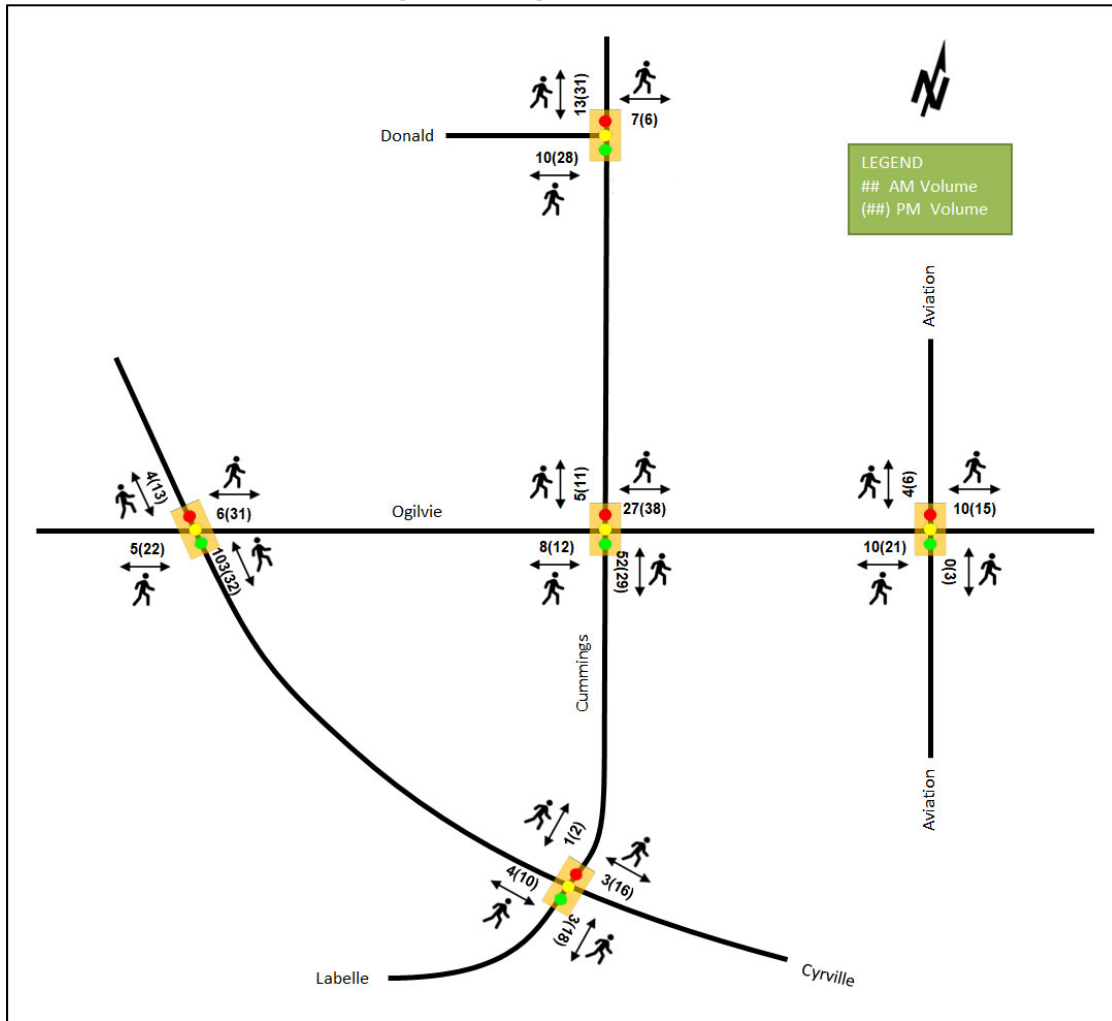 13(31)
7(6)
N
Donald
10(28)
LEGEND
## AM Volume
(##) PM Volume
Aviation
4(13)
6(31)
5(11)
27(38)
4(6)
10(15)
Ogilvie
5(22)
103(32)
8(12)
52(29)
10(21)
0(3)
Cummings
Aviation
1(2)
4(10)
3(16)
3(18)
Labelle
Cyrville